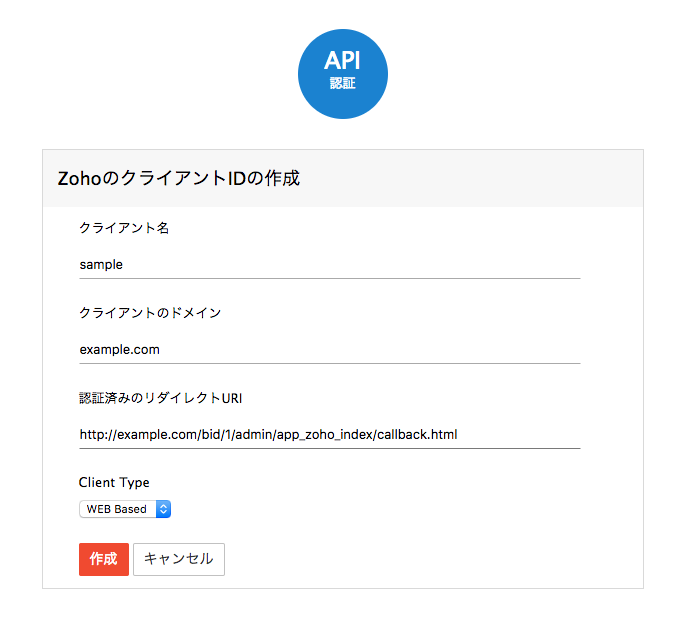 API
認証
ZohoのクライアントIDの作成
クライアント名
sample
クライアントのドメイン
example.com
認証済みのリダイレクトURI
http://example.com/bid/1/admin/app_zoho_index/callback.html
Client Type
WEB Based
作成 キャンセル